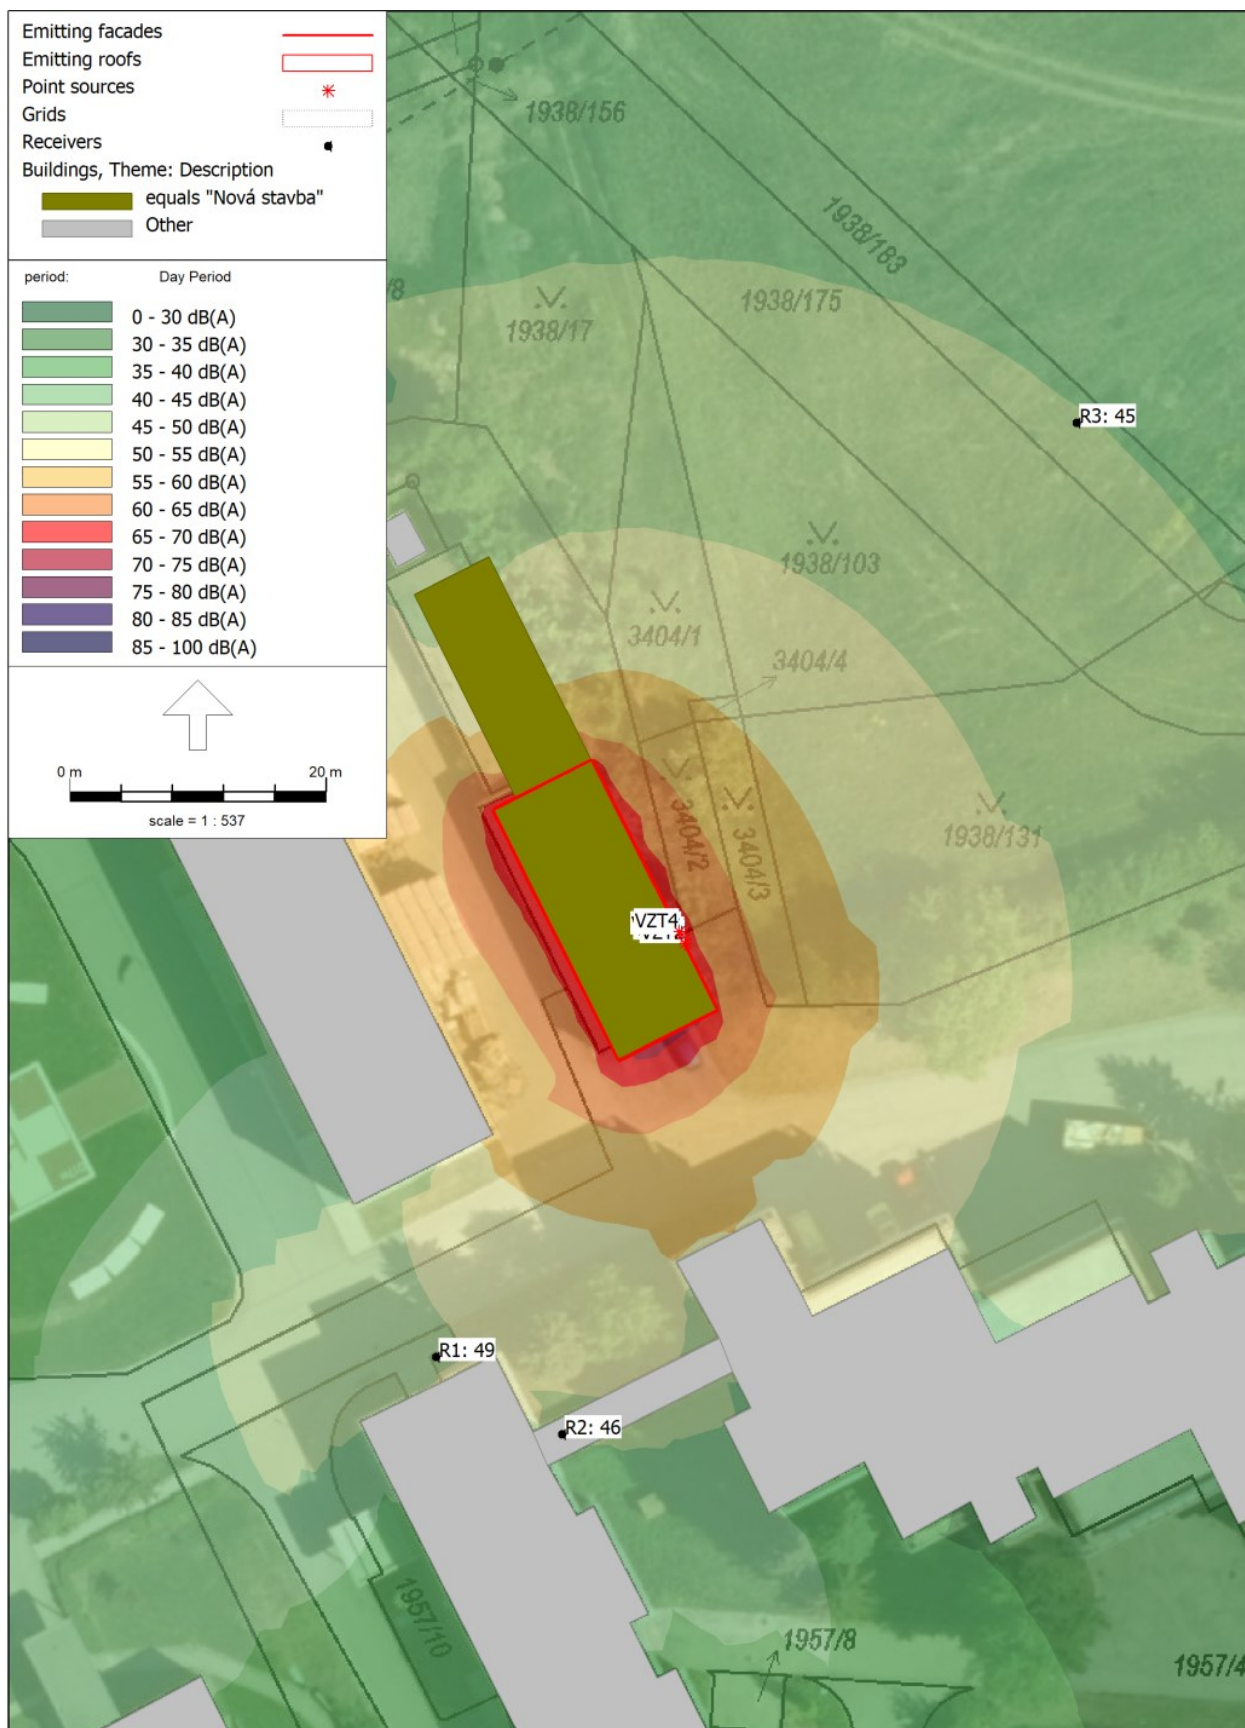 Emitting facades
Emitting roofs
Point sources
Grids
Receivers
Buildings, Theme: Description
equals "Nová stavba"
Other
period: Day Period
0 - 30 dB(A)
30 - 35 dB(A)
35 - 40 dB(A)
40 - 45 dB(A)
45 - 50 dB(A)
50 - 55 dB(A)
55 - 60 dB(A)
60 - 65 dB(A)
65 - 70 dB(A)
70 - 75 dB(A)
75 - 80 dB(A)
80 - 85 dB(A)
85 - 100 dB(A)
0 m 20 m
scale = 1 : 537
1938/156
1938/183
1938/175
1938/17
R3: 45
1938/103
3404/1
3404/4
3404/2
3404/3
1938/131
VZT4
R1: 49
R2: 46
1957/10
1957/8
1957/4